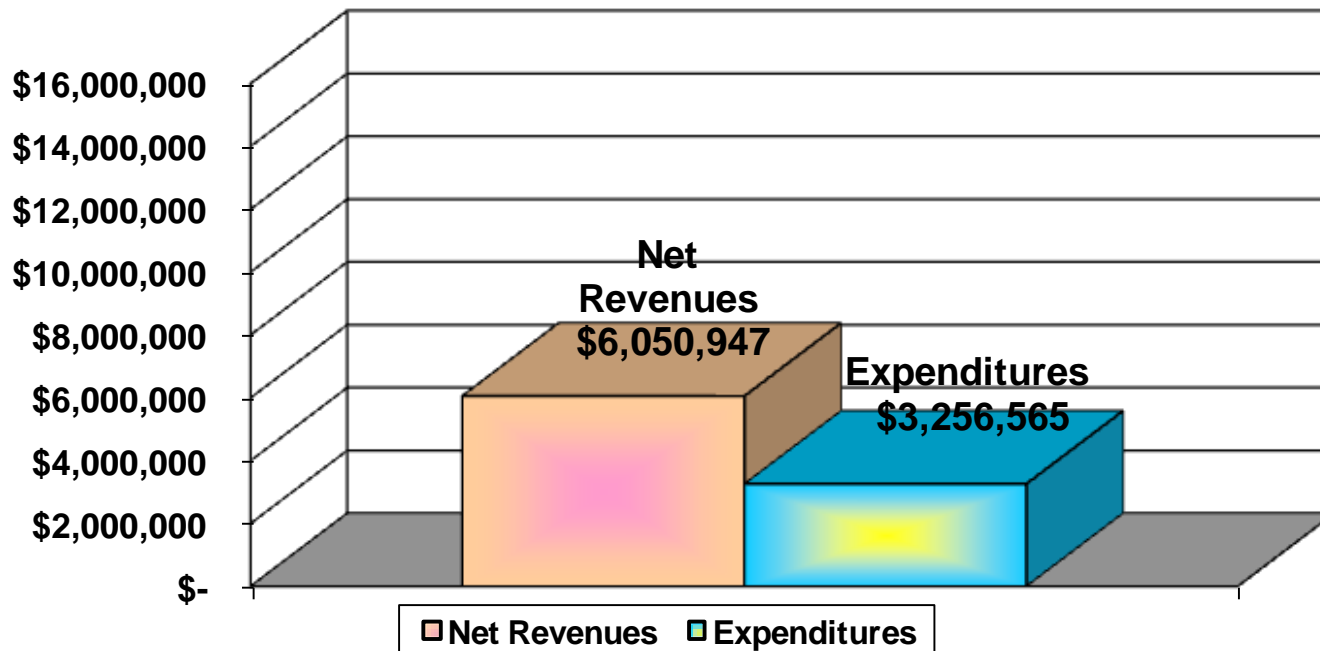 $16,000,000
$14,000,000
$12,000,000
$10,000,000
$8,000,000
$6,000,000
$4,000,000
$2,000,000
$-
Net
Revenues
$6,050,947
Expenditures
$3,256,565
Net Revenues Expenditures